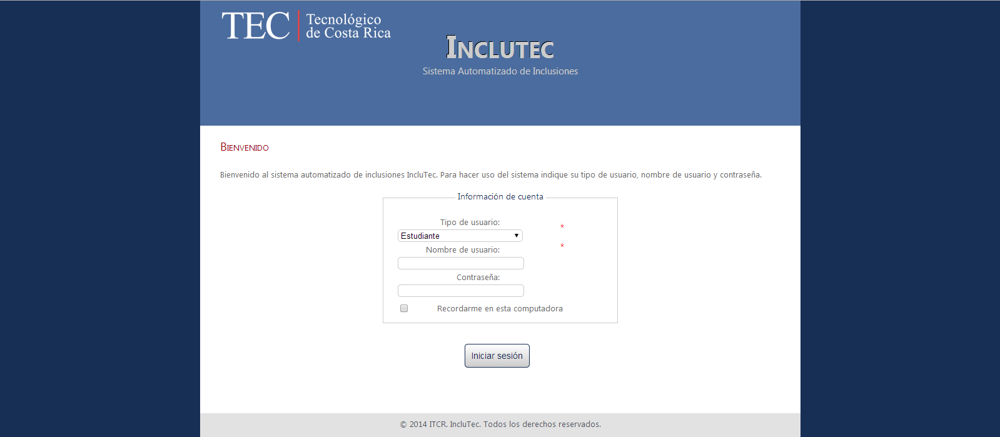 TEC
Tecnológico
de Costa Rica
INCLUTEC
Sistema Automatizado de Inclusiones
BIENVENIDO
Bienvenido al sistema automatizado de inclusiones IncluTec. Para hacer uso del sistema indique su tipo de usuario, nombre de usuario y contraseña.
Información de cuenta
Tipo de usuario:
*
Estudiante
*
Nombre de usuario:
Contraseña:
Recordarme en esta computadora
Iniciar sesión
© 2014 ITCR. IncluTec. Todos los derechos reservados.